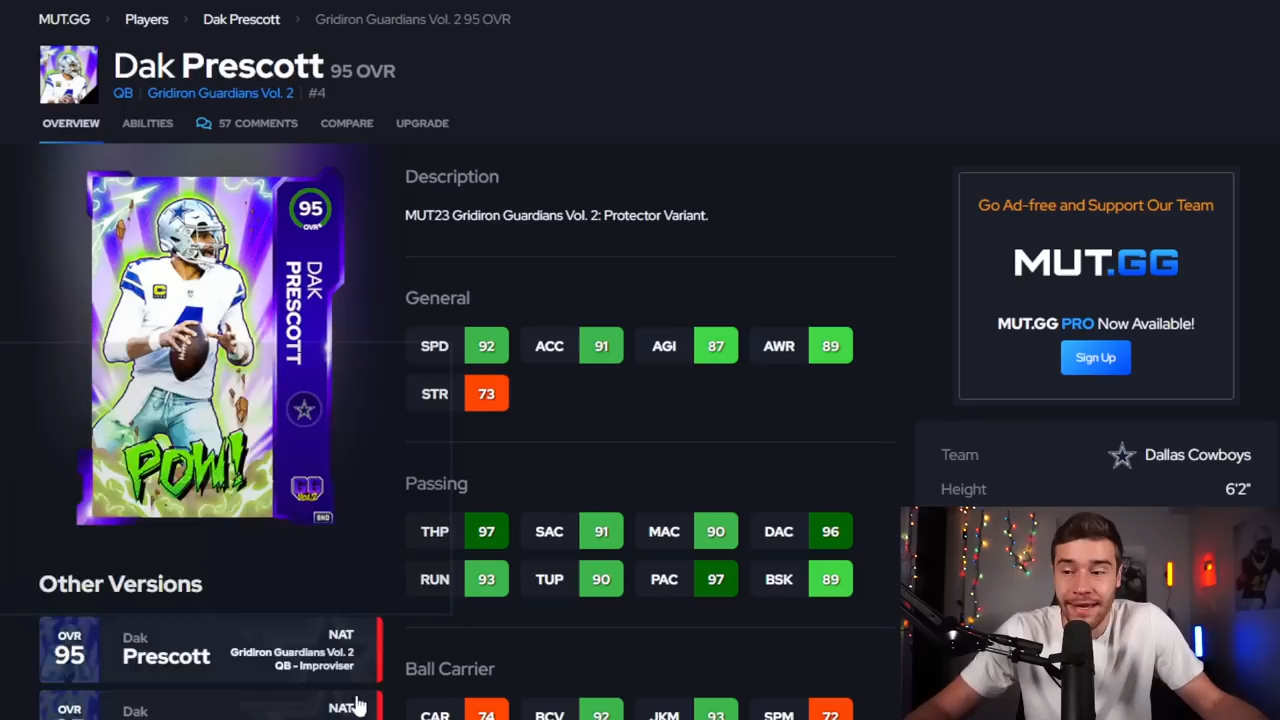 MUT.GG > Players > Dak Prescott > Gridiron Guardians Vol. 2 95 OVR
Dak Prescott 95 OVR
QB | Gridiron Guardians Vol. 2 | #4
OVERVIEW ABILITIES 57 COMMENTS COMPARE UPGRADE
95
OVR
DAK
PRESCOTT
POW!
GG
Vol.2
BND
Description
MUT23 Gridiron Guardians Vol. 2: Protector Variant.
General
SPD 92 ACC 91 AGI 87 AWR 89
STR 73
Passing
THP 97 SAC 91 MAC 90 DAC 96
RUN 93 TUP 90 PAC 97 BSK 89
Ball Carrier
CAR 74 BCV 92 JKM 93 SPM 72
Other Versions
OVR
95
Dak
Prescott
NAT
Gridiron Guardians Vol. 2
QB - Improviser
OVR
Dak
NAT
Go Ad-free and Support Our Team
MUT.GG
MUT.GG PRO Now Available!
Sign Up
Team Dallas Cowboys
Height 6'2"